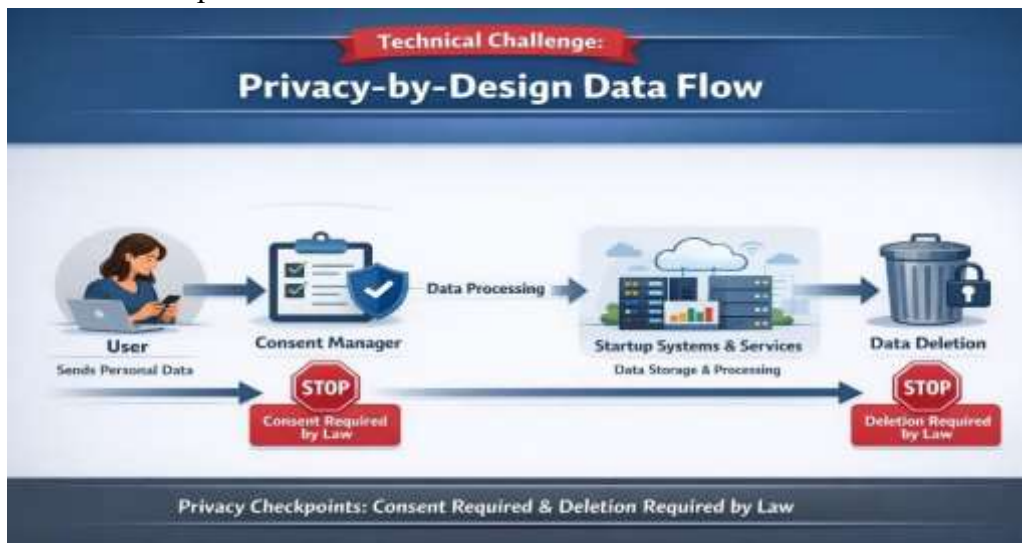 Technical Challenge:
Privacy-by-Design Data Flow
Data Processing
User
Consent Manager
Startup Systems & Services
Data Deletion
Sends Personal Data
Data Storage & Processing
STOP
STOP
Consent Required
by Law
Deletion Required
by Law
Privacy Checkpoints: Consent Required & Deletion Required by Law